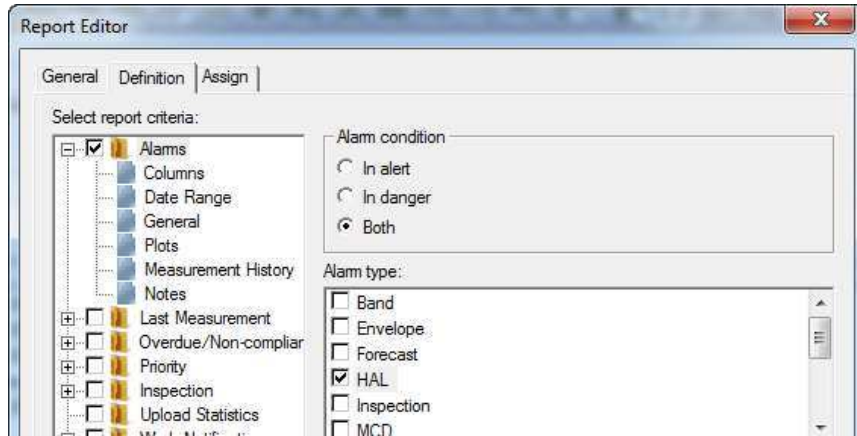 Report Editor
General Definition Assign
Select report criteria:
Alarms
Columns
Date Range
General
Plots
Measurement History
Notes
Last Measurement
Overdue/Non-complian
Priority
Inspection
Upload Statistics
Alarm condition
In alert
In danger
Both
Alarm type:
Band
Envelope
Forecast
HAL
Inspection
MCD